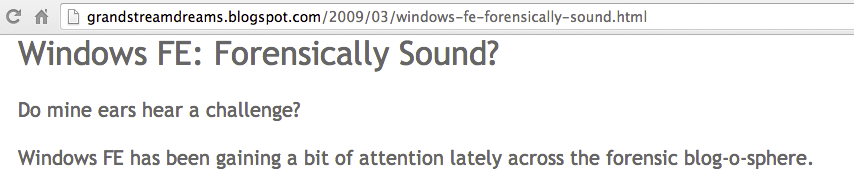 grandstreamdreams.blogspot.com/2009/03/windows-fe-forensically-sound.html
Windows FE: Forensically Sound?
Do mine ears hear a challenge?
Windows FE has been gaining a bit of attention lately across the forensic blog-o-sphere.